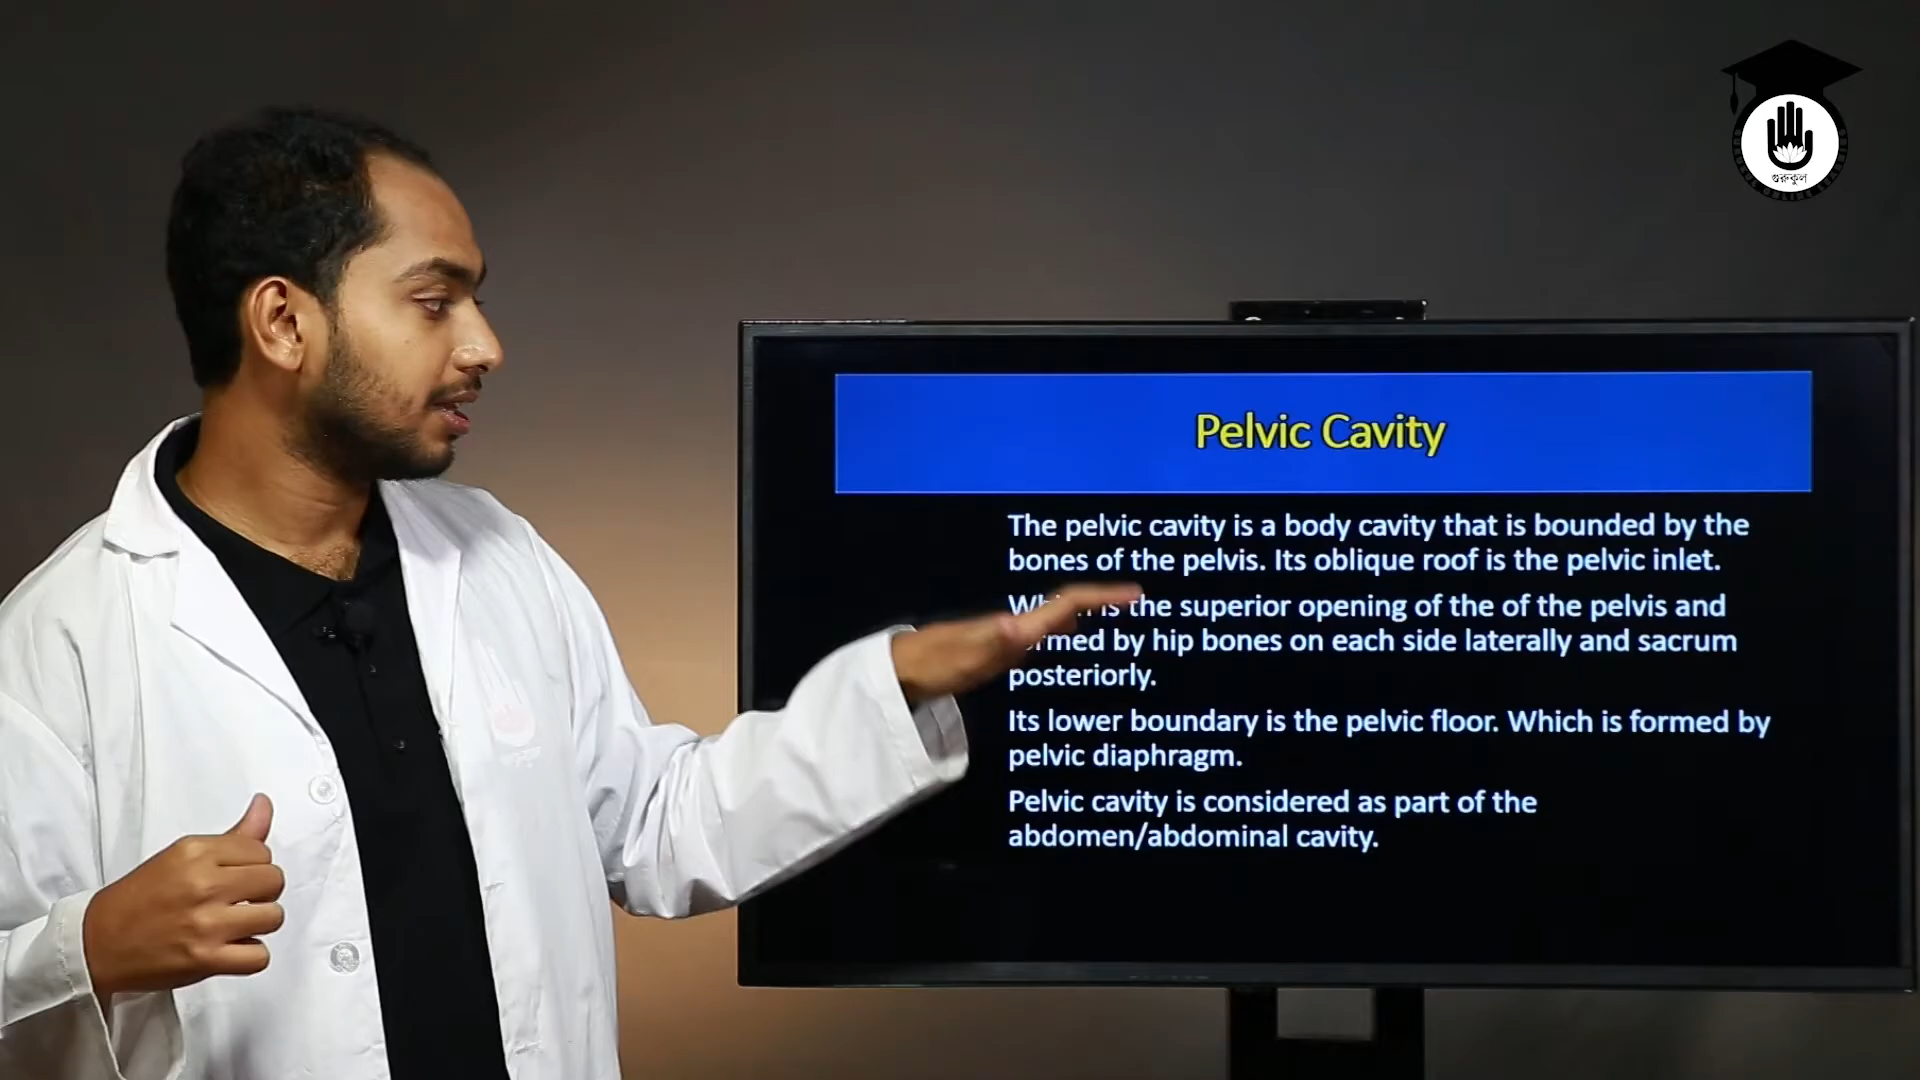 গুরুকুল
Pelvic Cavity
The pelvic cavity is a body cavity that is bounded by the
bones of the pelvis. Its oblique roof is the pelvic inlet.
is the superior opening of the of the pelvis and
by hip bones on each side laterally and sacrum
posteriorly.
Its lower boundary is the pelvic floor. Which is formed by
pelvic diaphragm.
Pelvic cavity is considered as part of the
abdomen/abdominal cavity.